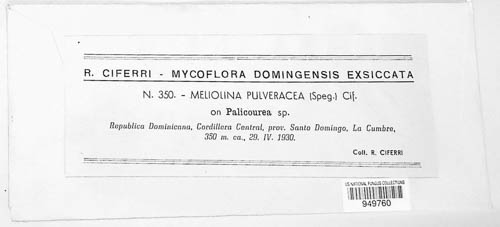 R. CIFERRI - MYCOFLORA DOMINGENSIS EXSICCATA
N. 350. - MELIOLINA PULVERACEA (Speg.) Cif.
on Palicourea sp.
Republica Dominicana, Cordillera Central, prov. Santo Domingo, La Cumbre,
350 m. ca., 29. IV. 1930.
Coll. R. CIFERRI
US NATIONAL FUNGUS COLLECTIONS
949760